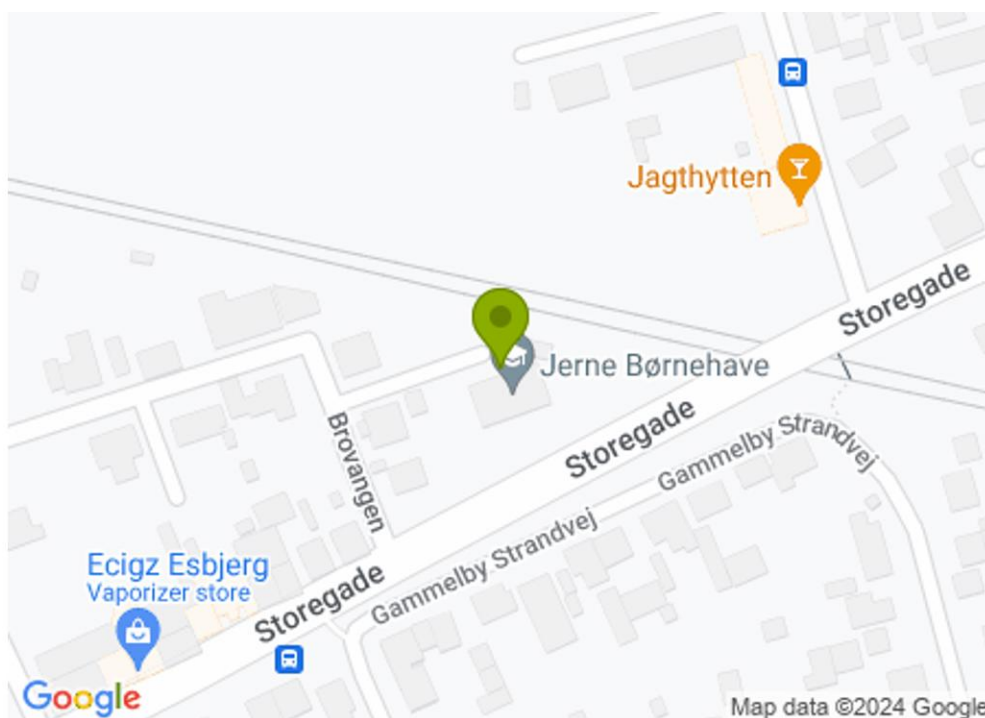 Jagthytten
Storegade
Jerne Børnehave
Storegade
Brovangen
Gammelby Strandvej
Gammelby Strandvej
Ecigz Esbjerg
Vaporizer store
Storegade
Google
Map data ©2024 Google